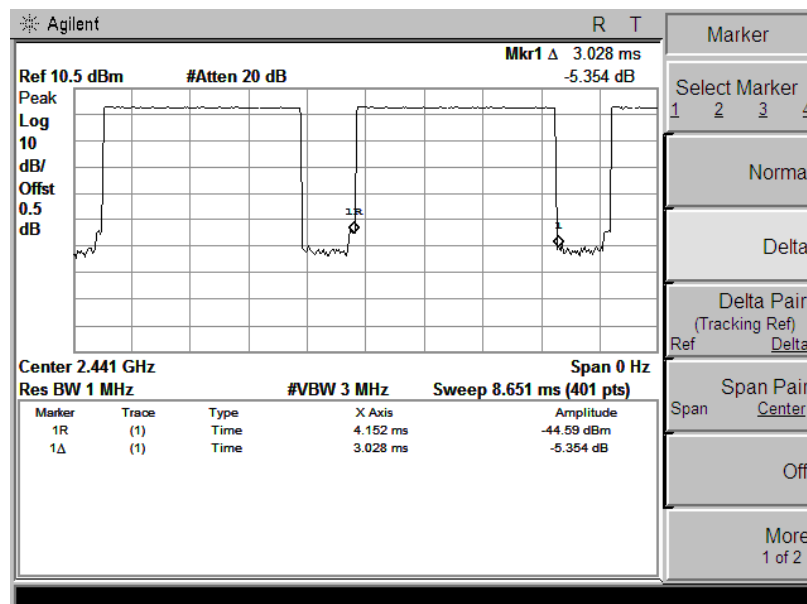 Agilent R T
Mkr1 Δ 3.028 ms
Ref 10.5 dBm #Atten 20 dB -5.354 dB
Peak
Log
10
dB/
Offst
0.5
dB
1R
1
Center 2.441 GHz Span 0 Hz
Res BW 1 MHz #VBW 3 MHz Sweep 8.651 ms (401 pts)
Marker Trace Type X Axis Amplitude
1R (1) Time 4.152 ms -44.59 dBm
1Δ (1) Time 3.028 ms -5.354 dB
Marker
Select Marker
1 2 3 4
Norma
Delta
Delta Pair
(Tracking Ref)
Ref Delta
Span Pair
Span Center
Off
More
1 of 2